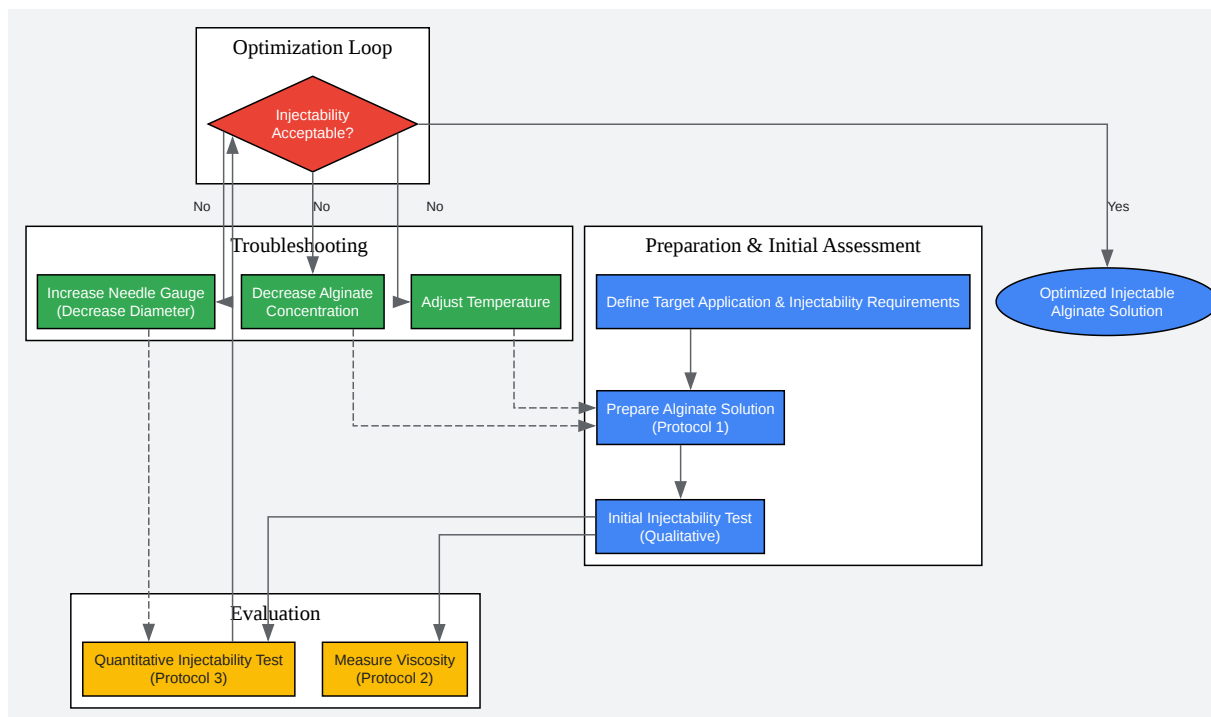 Optimization Loop
Injectability
Acceptable?
No
No
No
Yes
Troubleshooting
Increase Needle Gauge
(Decrease Diameter)
Decrease Alginate
Concentration
Adjust Temperature
Preparation & Initial Assessment
Define Target Application & Injectability Requirements
Optimized Injectable
Alginate Solution
Prepare Alginate Solution
(Protocol 1)
Initial Injectability Test
(Qualitative)
Evaluation
Quantitative Injectability Test
(Protocol 3)
Measure Viscosity
(Protocol 2)